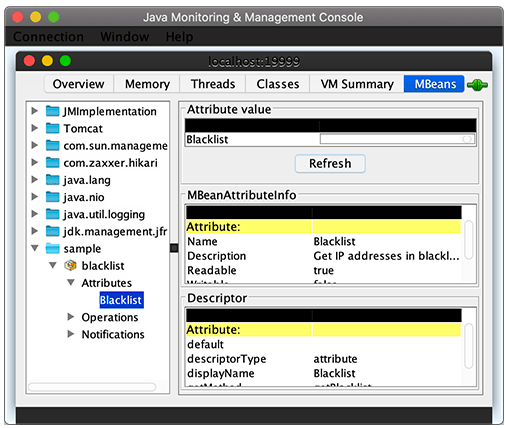 Java Monitoring & Management Console
Connection Window Help
localhost:19999
Overview Memory Threads Classes VM Summary MBeans
JMImplementation
Tomcat
com.sun.manageme
com.zaxxer.hikari
java.lang
java.nio
java.util.logging
jdk.management.jfr
sample
blacklist
Attributes
Blacklist
Operations
Notifications
Attribute value
Blacklist
Refresh
MBeanAttributeInfo
Attribute:
Name Blacklist
Description Get IP addresses in blackl...
Readable true
Writable false
Descriptor
Attribute:
default
descriptorType attribute
displayName Blacklist
getMethod getBlacklist